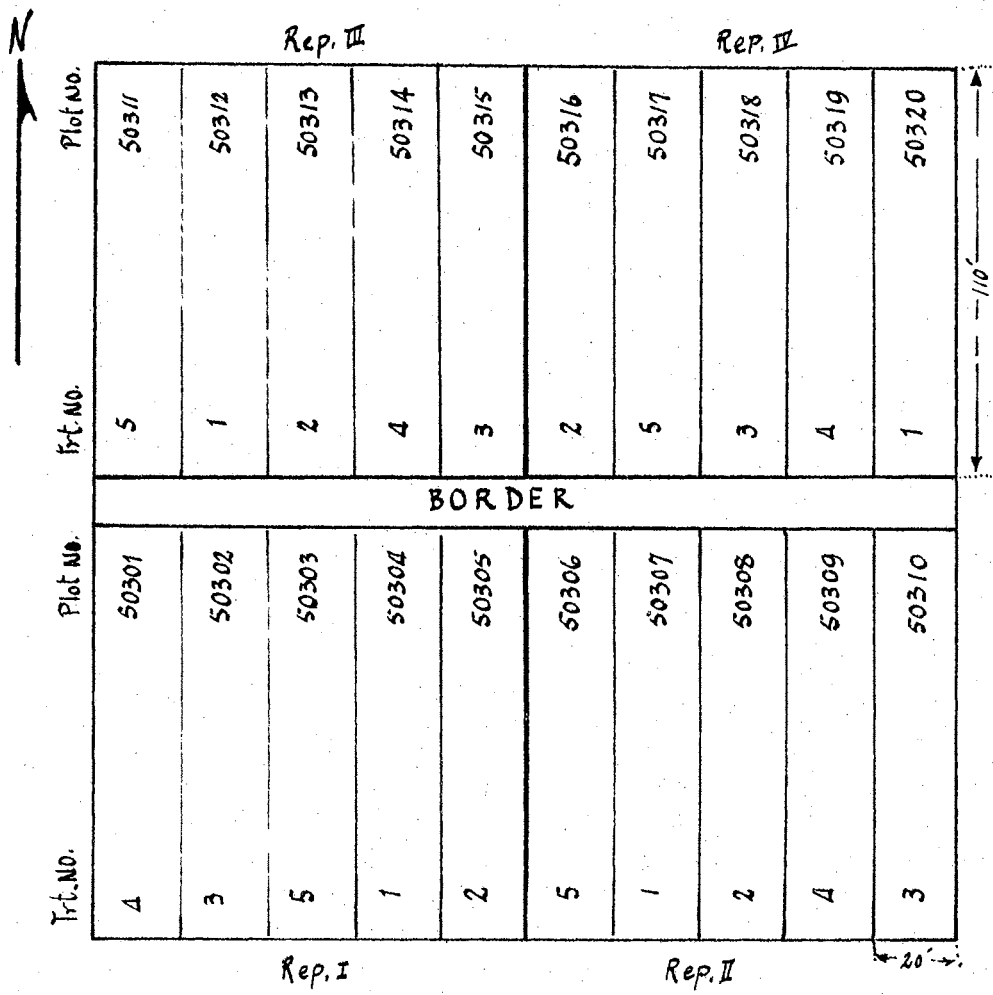 N
Rep. III Rep. IV
Plot No. 50311 50312 50313 50314 50315 50316 50317 50318 50319 50320
110'
Trt. No. 5 1 2 4 3 2 5 3 4 1
BORDER
Plot No. 50301 50302 50303 50304 50305 50306 50307 50308 50309 50310
Trt. No. 4 3 5 1 2 5 1 2 4 3
20'
Rep. I Rep. II